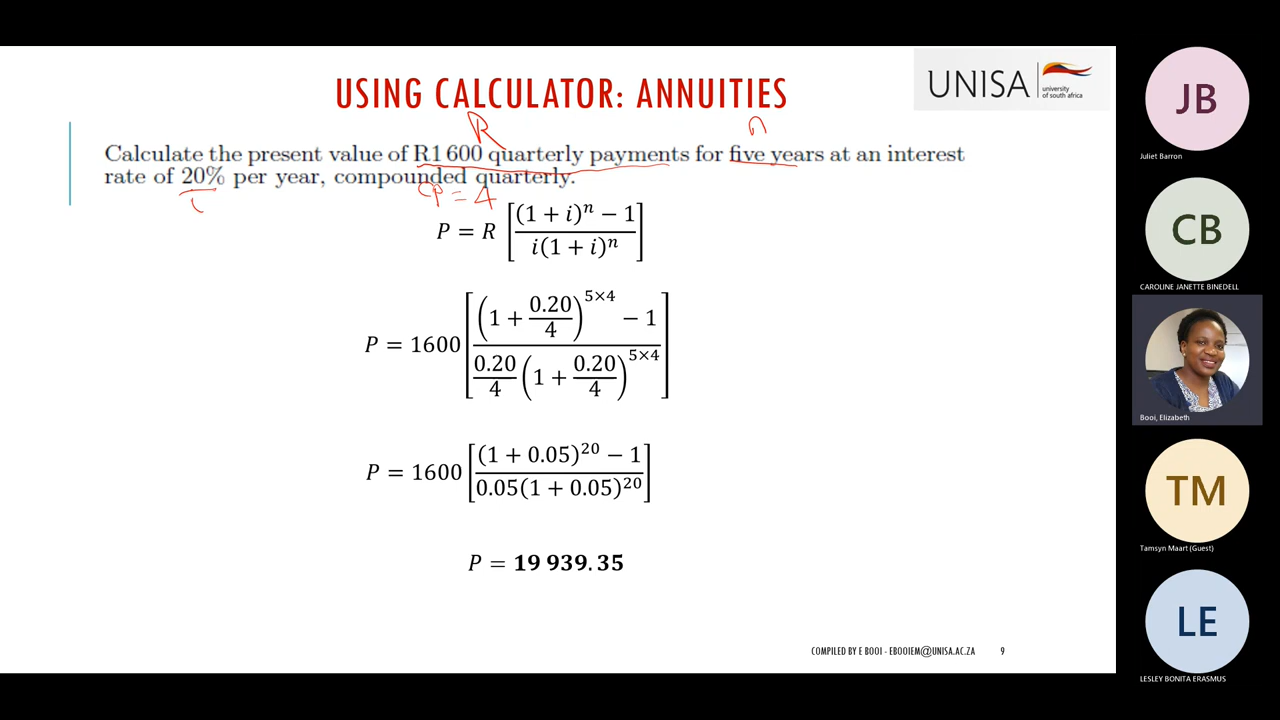 USING CALCULATOR: ANNUITIES
UNISA
university
of south africa
R
n
Calculate the present value of R1 600 quarterly payments for five years at an interest
rate of 20% per year, compounded quarterly.
i
CP = 4
P = R [((1 + i)^n − 1)/(i(1 + i)^n)]
P = 1600 [((1 + 0.20/4)^(5×4) − 1)/(0.20/4 (1 + 0.20/4)^(5×4))]
P = 1600 [((1 + 0.05)^20 − 1)/(0.05(1 + 0.05)^20)]
P = 19 939.35
COMPILED BY E BOOI - EBOOIEM@UNISA.AC.ZA 9
JB
Juliet Barron
CB
CAROLINE JANETTE BINEDELL
Booi, Elizabeth
TM
Tamsyn Maart (Guest)
LE
LESLEY BONITA ERASMUS